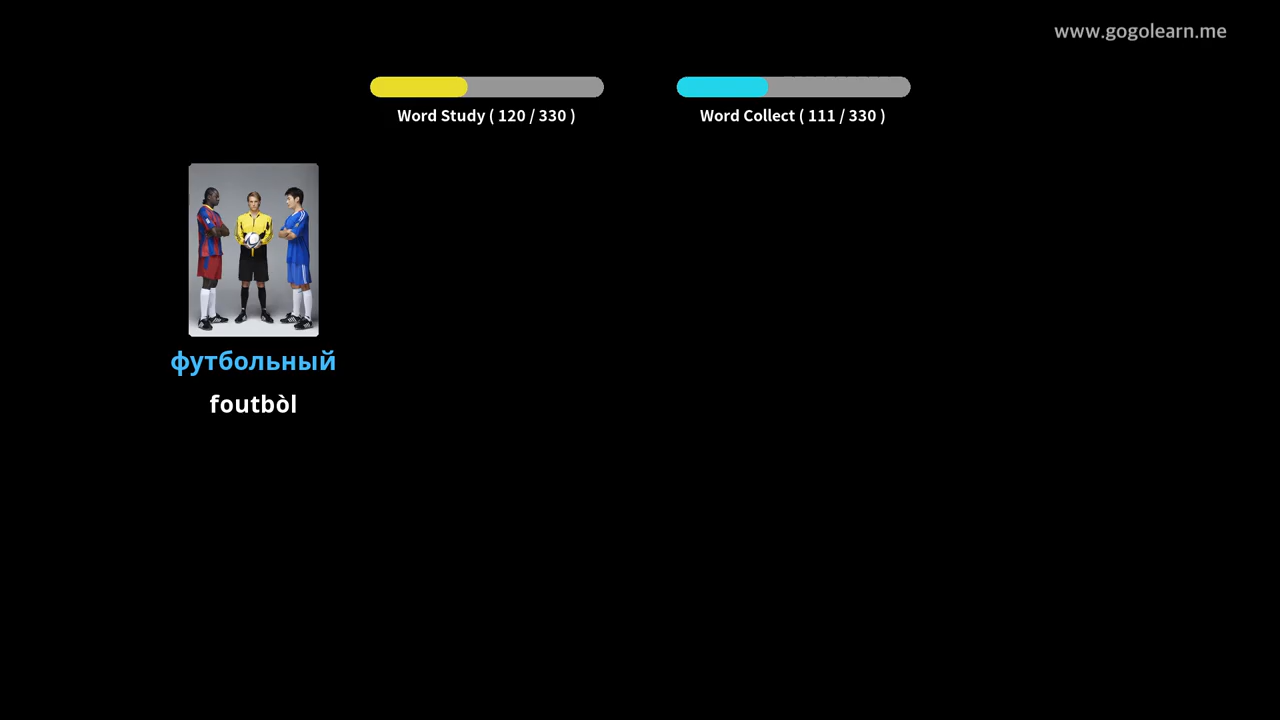 www.gogolearn.me
Word Study ( 120 / 330 )
Word Collect ( 111 / 330 )
футбольный
foutbòl